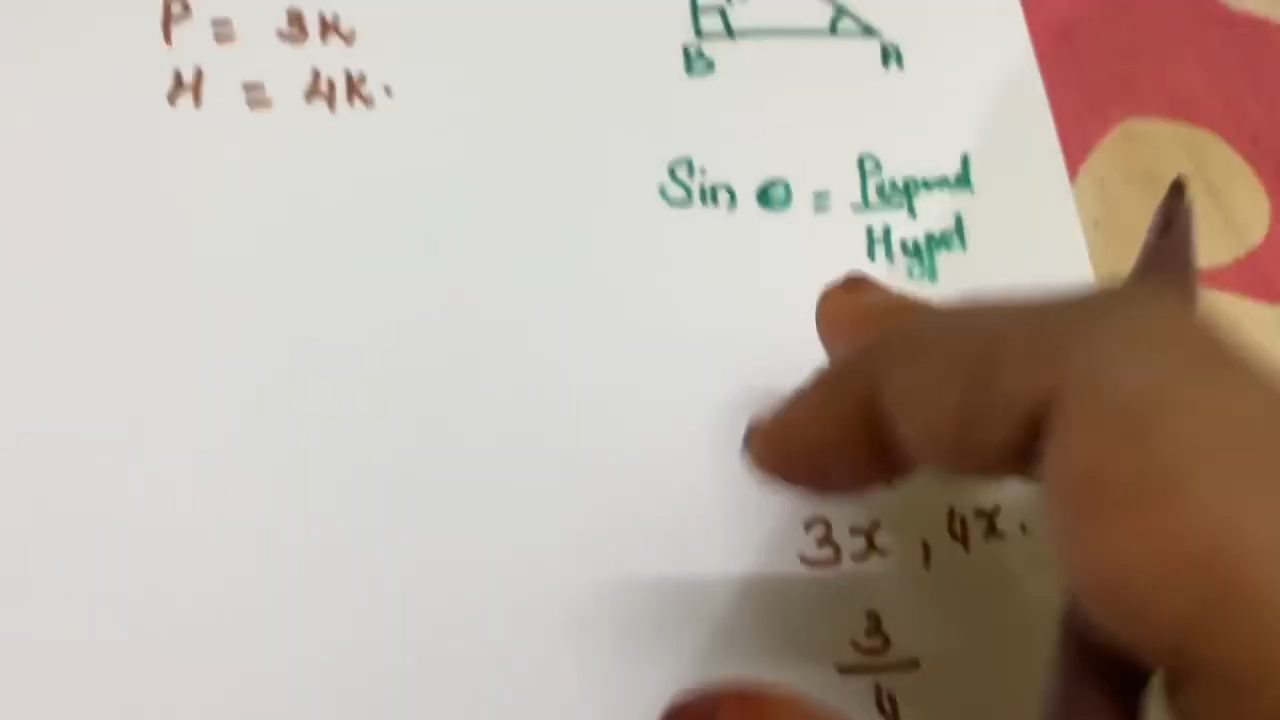 P = 3K
H = 4K.
B A
Sin θ = Perpend
Hypot
3x, 4x.
3
4